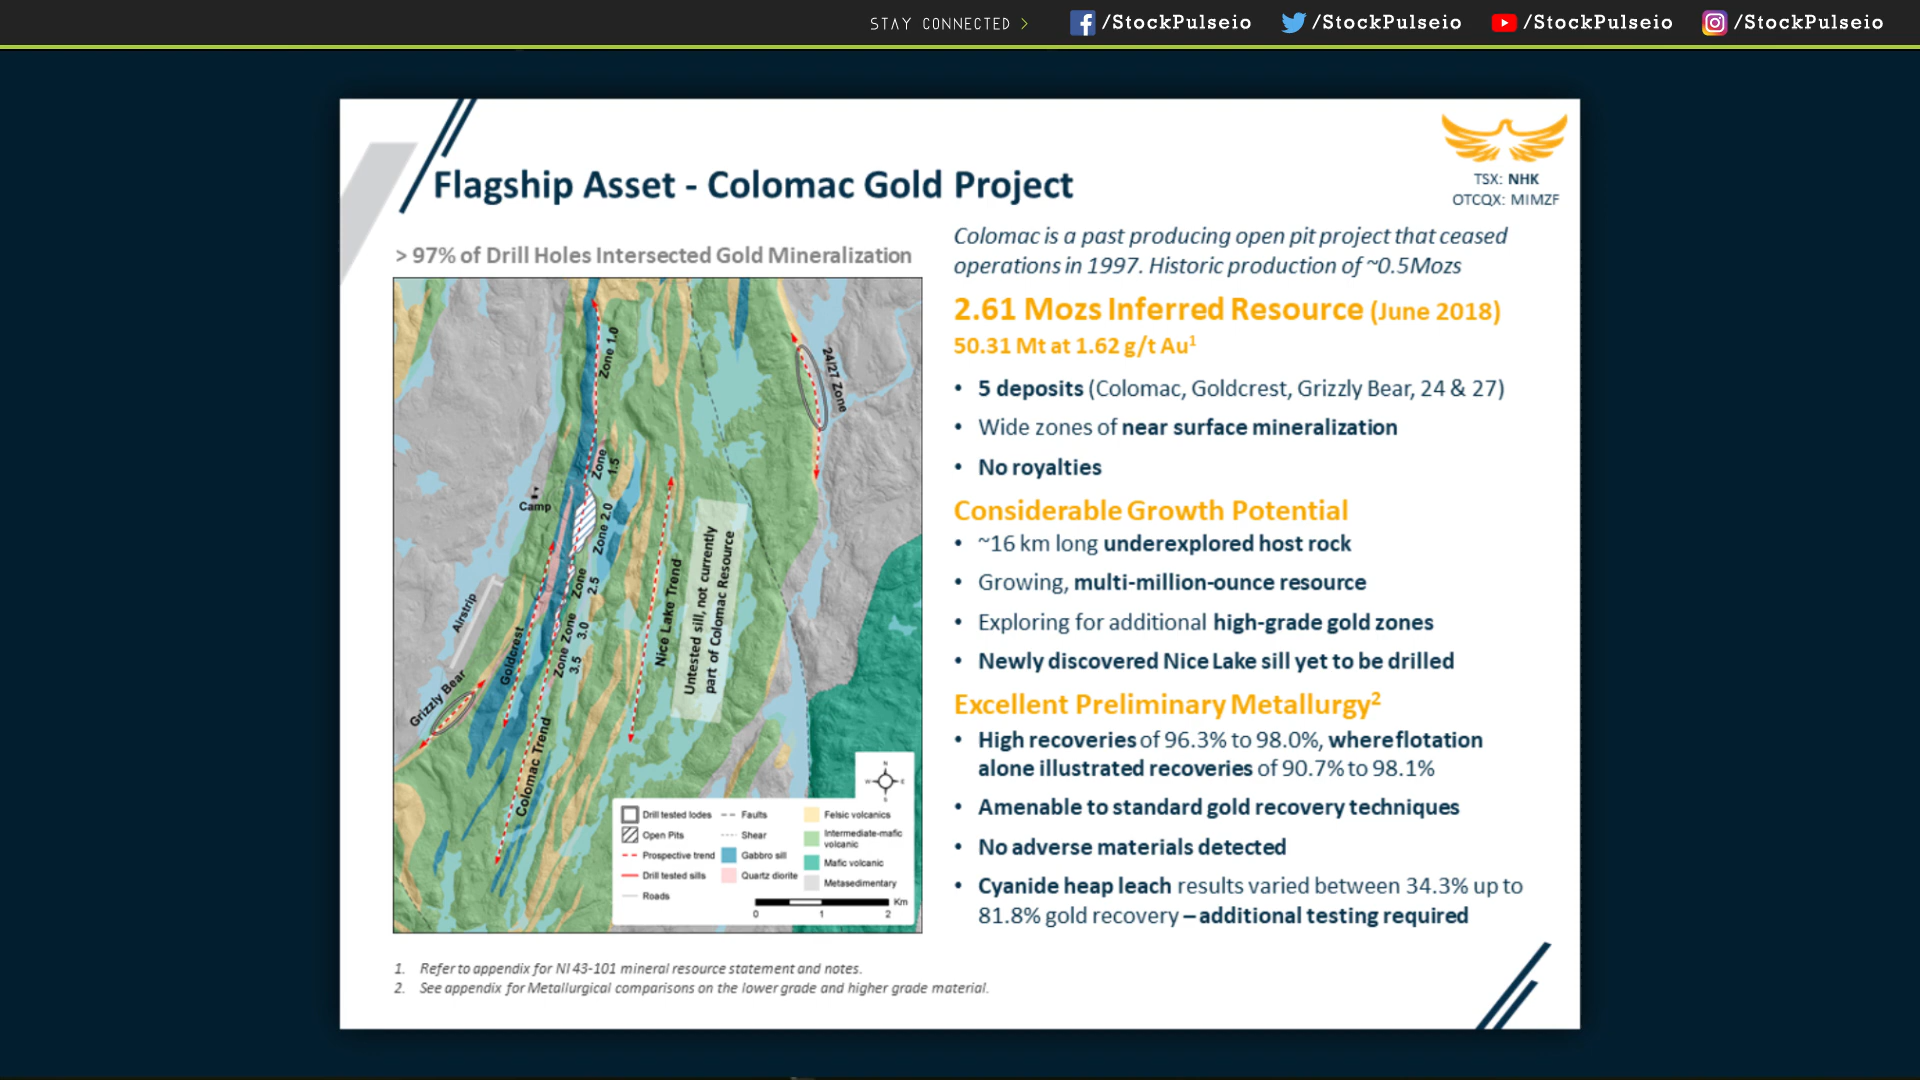 STAY CONNECTED >
/StockPulseio
/StockPulseio
/StockPulseio
/StockPulseio
Flagship Asset - Colomac Gold Project
TSX: NHK
OTCQX: MIMZF
> 97% of Drill Holes Intersected Gold Mineralization
Zone 1.0
24/27 Zone
Zone
1.5
Camp
Zone 2.0
Zone
2.5
Airstrip
Goldcrest
Zone
3.0
Zone
3.5
Nice Lake Trend
Untested sill, not currently
part of Colomac Resource
Grizzly Bear
Colomac Trend
N
W
E
S
Drill tested lodes
Open Pits
Prospective trend
Drill tested sills
Roads
Faults
Shear
Gabbro sill
Quartz diorite
Felsic volcanics
Intermediate-mafic
volcanic
Mafic volcanic
Metasedimentary
Km
0 1 2
Colomac is a past producing open pit project that ceased
operations in 1997. Historic production of ~0.5Mozs
2.61 Mozs Inferred Resource (June 2018)
50.31 Mt at 1.62 g/t Au1
• 5 deposits (Colomac, Goldcrest, Grizzly Bear, 24 & 27)
• Wide zones of near surface mineralization
• No royalties
Considerable Growth Potential
• ~16 km long underexplored host rock
• Growing, multi-million-ounce resource
• Exploring for additional high-grade gold zones
• Newly discovered Nice Lake sill yet to be drilled
Excellent Preliminary Metallurgy2
• High recoveries of 96.3% to 98.0%, where flotation
alone illustrated recoveries of 90.7% to 98.1%
• Amenable to standard gold recovery techniques
• No adverse materials detected
• Cyanide heap leach results varied between 34.3% up to
81.8% gold recovery – additional testing required
1. Refer to appendix for NI 43-101 mineral resource statement and notes.
2. See appendix for Metallurgical comparisons on the lower grade and higher grade material.